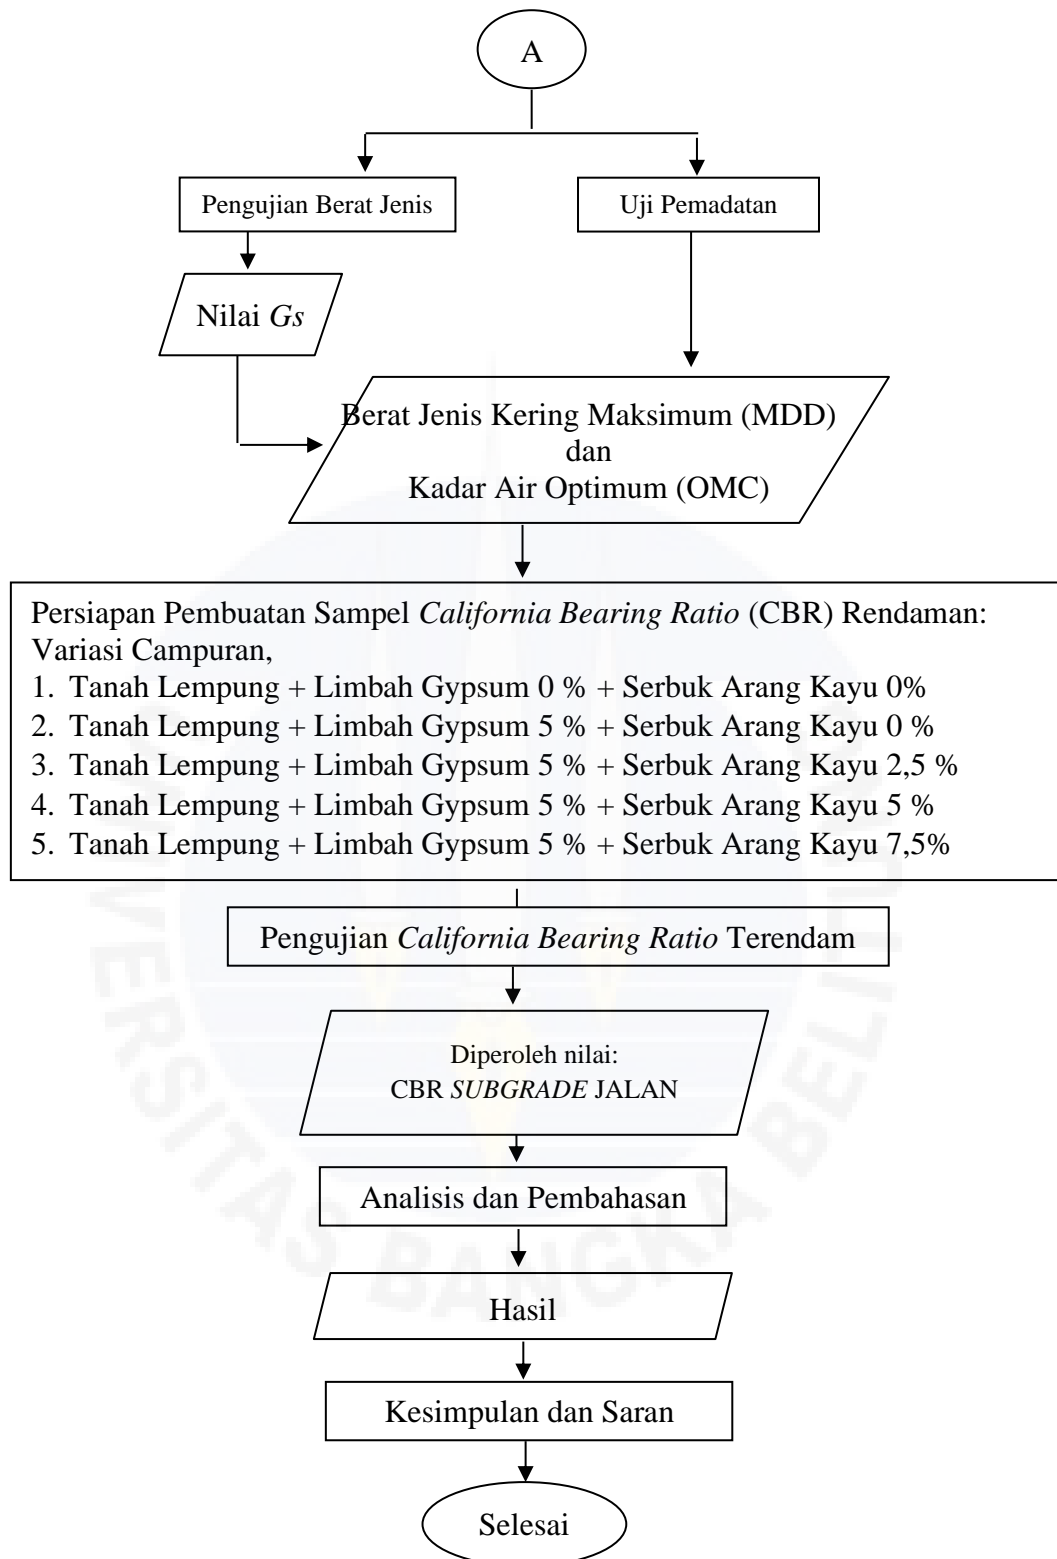 A
Pengujian Berat Jenis
Uji Pemadatan
Nilai Gs
Berat Jenis Kering Maksimum (MDD)
dan
Kadar Air Optimum (OMC)
Persiapan Pembuatan Sampel California Bearing Ratio (CBR) Rendaman:
Variasi Campuran,
1. Tanah Lempung + Limbah Gypsum 0 % + Serbuk Arang Kayu 0%
2. Tanah Lempung + Limbah Gypsum 5 % + Serbuk Arang Kayu 0 %
3. Tanah Lempung + Limbah Gypsum 5 % + Serbuk Arang Kayu 2,5 %
4. Tanah Lempung + Limbah Gypsum 5 % + Serbuk Arang Kayu 5 %
5. Tanah Lempung + Limbah Gypsum 5 % + Serbuk Arang Kayu 7,5%
Pengujian California Bearing Ratio Terendam
Diperoleh nilai:
CBR SUBGRADE JALAN
Analisis dan Pembahasan
Hasil
Kesimpulan dan Saran
Selesai
UNIVERSITAS BANGKA BELITUNG